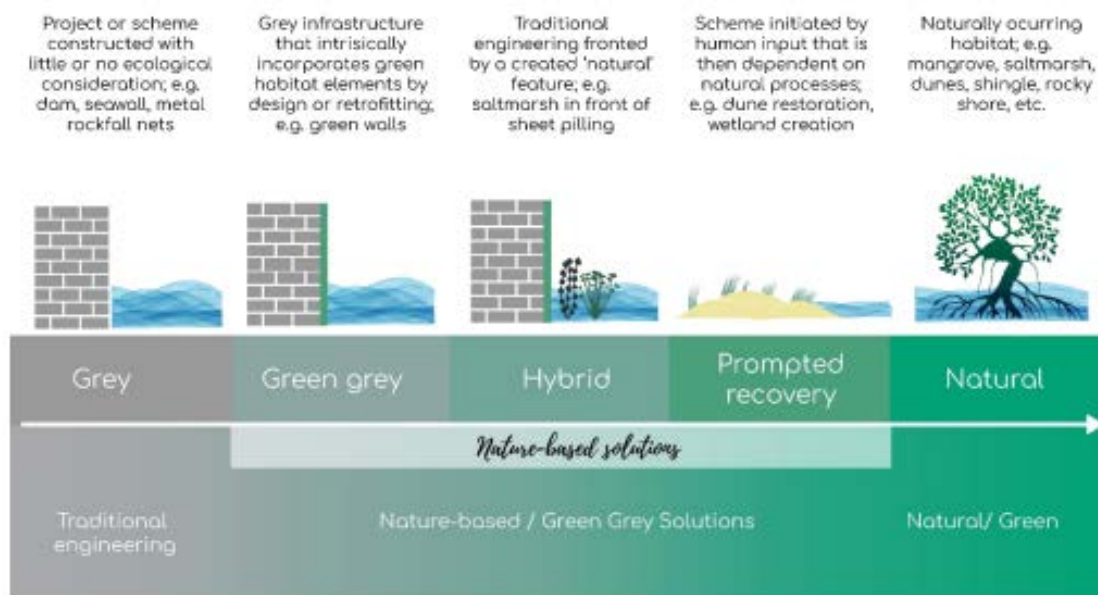 Project or scheme
constructed with
little or no ecological
consideration; e.g.
dam, seawall, metal
rockfall nets
Grey infrastructure
that intrisically
incorporates green
habitat elements by
design or retrofitting;
e.g. green walls
Traditional
engineering fronted
by a created 'natural'
feature; e.g.
saltmarsh in front of
sheet pilling
Scheme initiated by
human input that is
then dependent on
natural processes;
e.g. dune restoration,
wetland creation
Naturally ocurring
habitat; e.g.
mangrove, saltmarsh,
dunes, shingle, rocky
shore, etc.
Grey
Green grey
Hybrid
Prompted
recovery
Natural
Nature-based solutions
Traditional
engineering
Nature-based / Green Grey Solutions
Natural/ Green